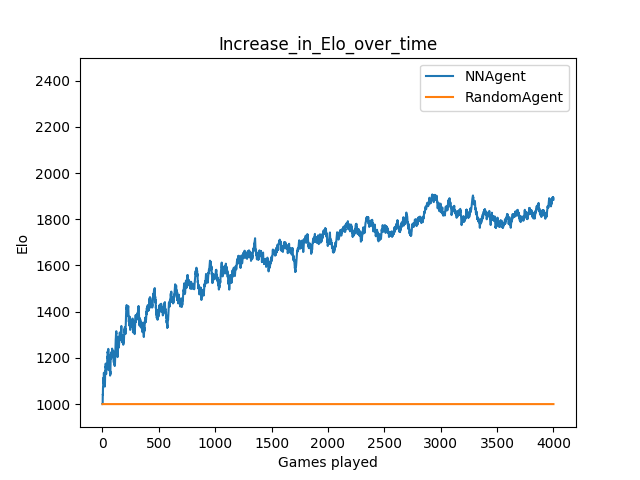 Increase_in_Elo_over_time
NNAgent
RandomAgent
2400
2200
2000
1800
1600
1400
1200
1000
Elo
0 500 1000 1500 2000 2500 3000 3500 4000
Games played